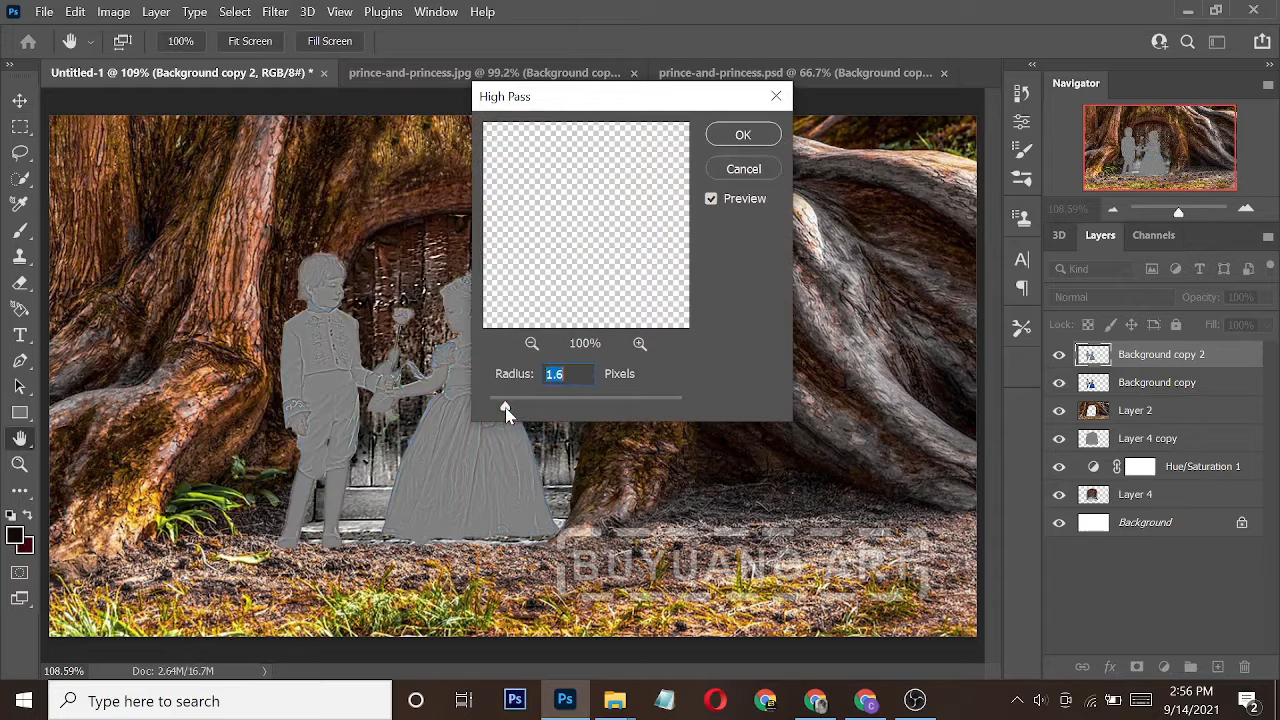 Ps File Edit Image Layer Type Select Filter 3D View Plugins Window Help
100% Fit Screen Fill Screen
Untitled-1 @ 109% (Background copy 2, RGB/8#) * prince-and-princess.jpg @ 99.2% (Background cop... prince-and-princess.psd @ 66.7% (Background cop...
High Pass
OK
Cancel
Preview
100%
Radius: 1.6 Pixels
BUYUANG ART
Navigator
108.59%
3D Layers Channels
Kind
Normal Opacity: 100%
Lock: Fill: 100%
Background copy 2
Background copy
Layer 2
Layer 4 copy
Hue/Saturation 1
Layer 4
Background
108.59% Doc: 2.64M/16.7M
Type here to search
Ps Ps
2:56 PM
9/14/2021
2